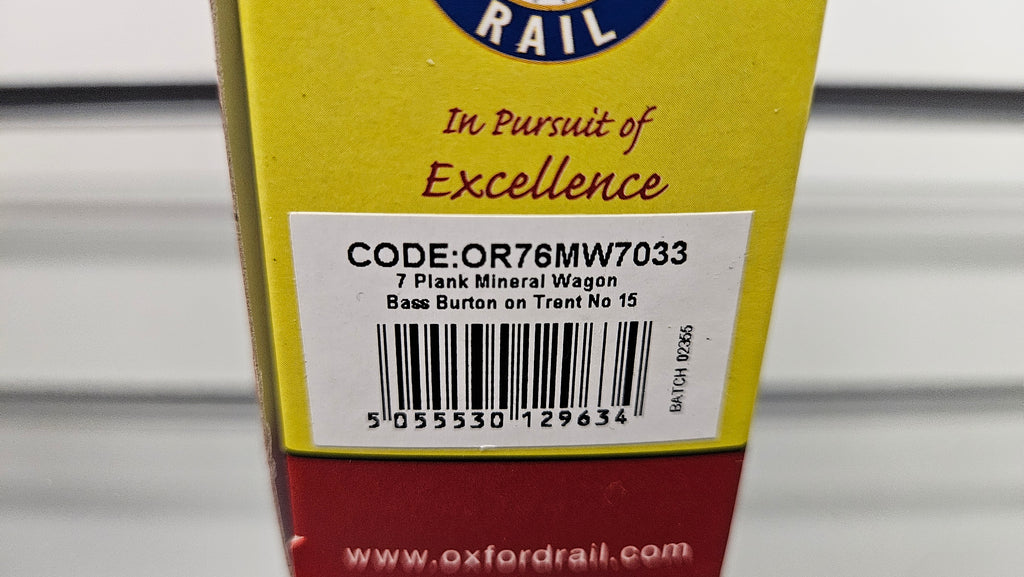 RAIL
In Pursuit of
Excellence
CODE:OR76MW7033
7 Plank Mineral Wagon
Bass Burton on Trent No 15
BATCH 02355
5 055530 129634
www.oxfordrail.com